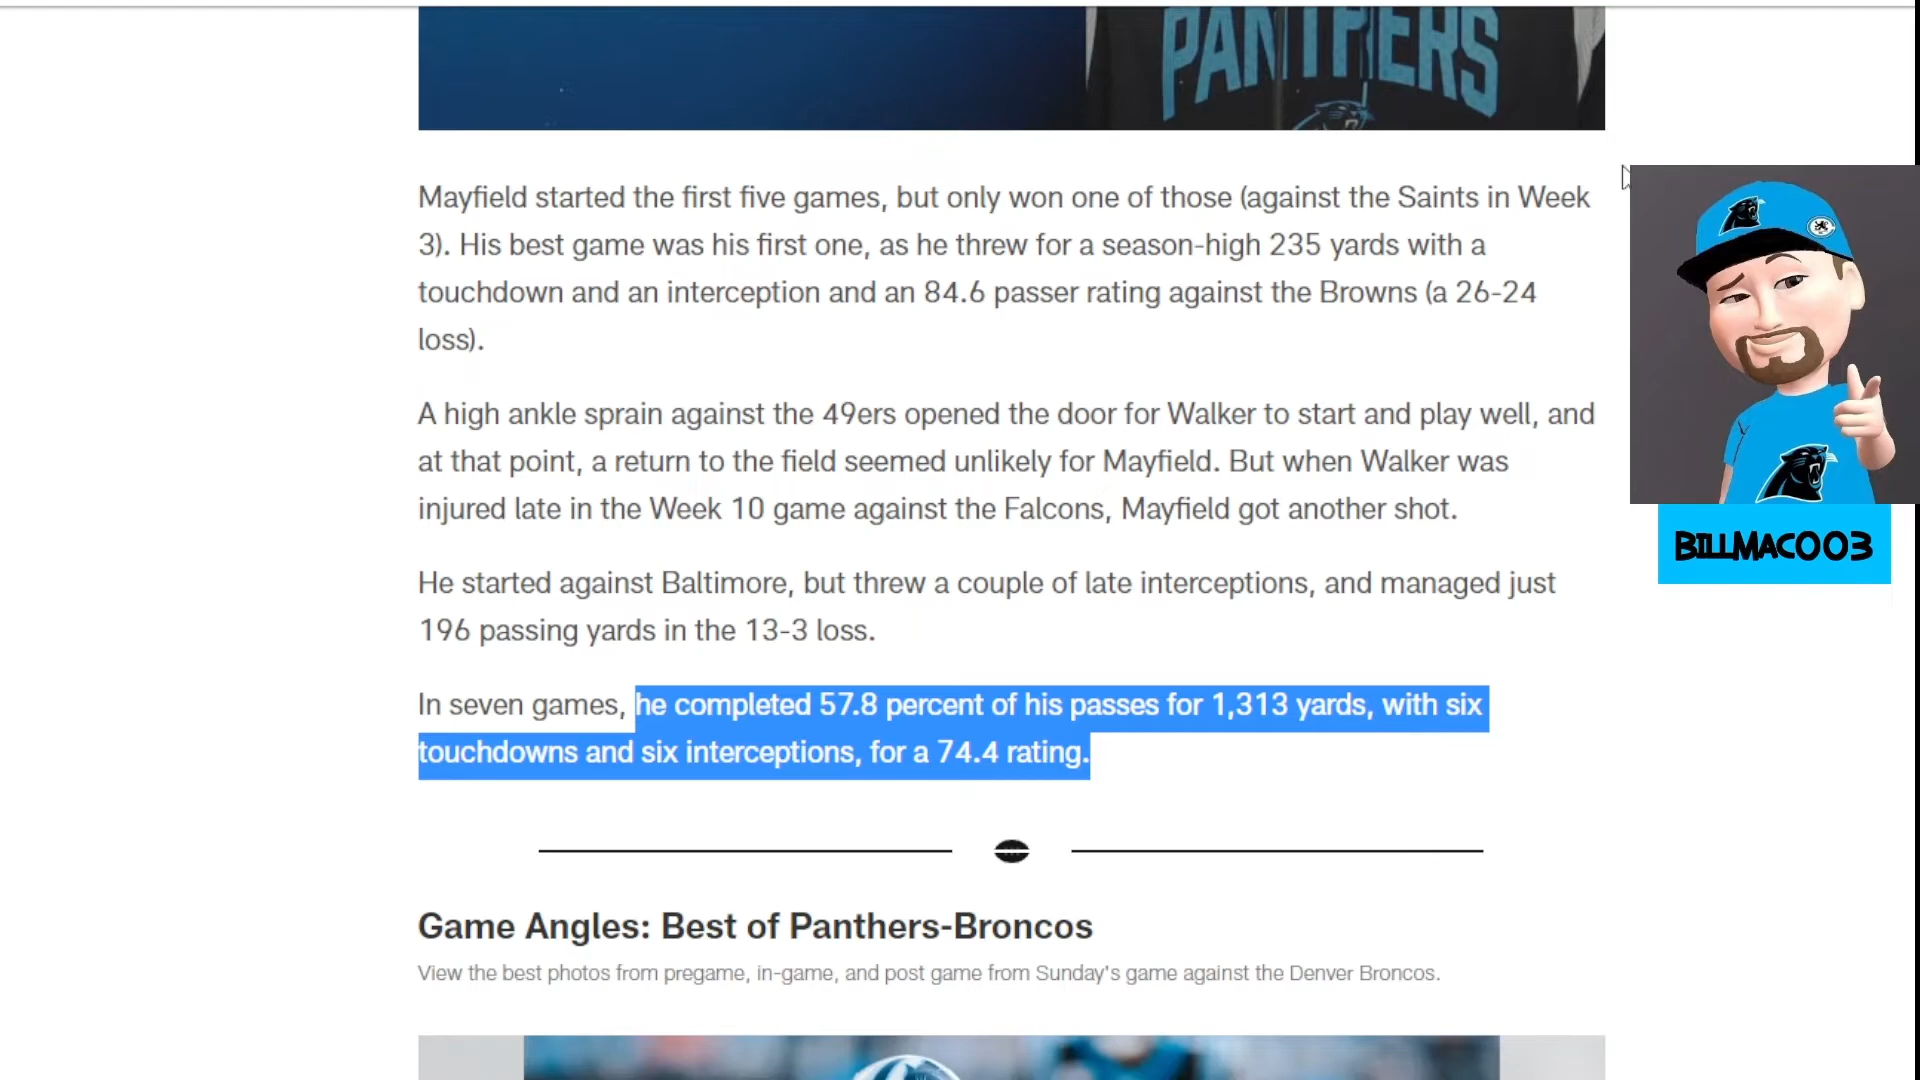 PANTHERS
Mayfield started the first five games, but only won one of those (against the Saints in Week
3). His best game was his first one, as he threw for a season-high 235 yards with a
touchdown and an interception and an 84.6 passer rating against the Browns (a 26-24
loss).
A high ankle sprain against the 49ers opened the door for Walker to start and play well, and
at that point, a return to the field seemed unlikely for Mayfield. But when Walker was
injured late in the Week 10 game against the Falcons, Mayfield got another shot.
BILLMAC003
He started against Baltimore, but threw a couple of late interceptions, and managed just
196 passing yards in the 13-3 loss.
In seven games, he completed 57.8 percent of his passes for 1,313 yards, with six
touchdowns and six interceptions, for a 74.4 rating.
Game Angles: Best of Panthers-Broncos
View the best photos from pregame, in-game, and post game from Sunday's game against the Denver Broncos.